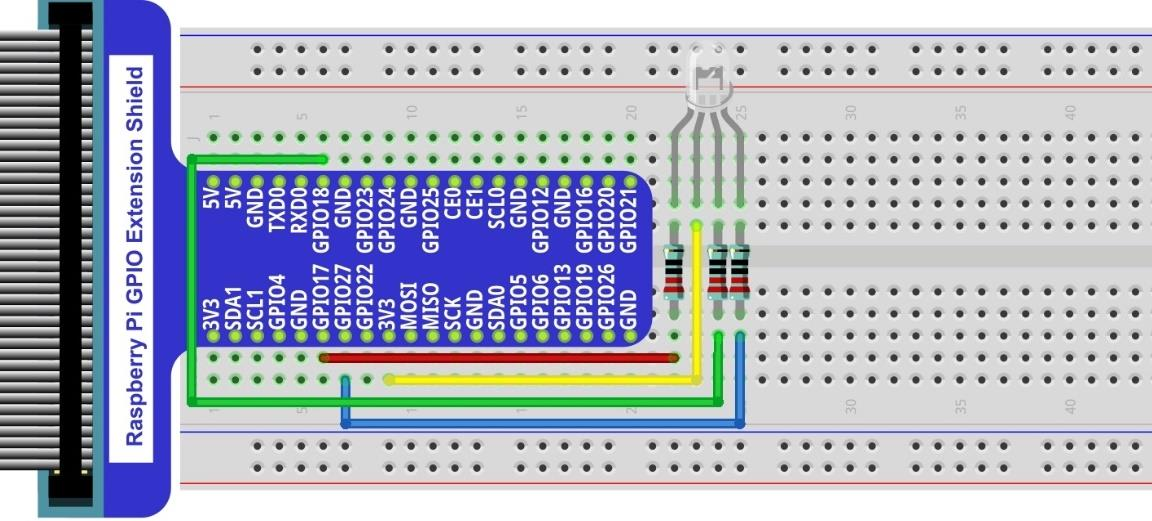 Raspberry Pi GPIO Extension Shield
1 5 10 15 20 25 30 35 40
J
5V 5V GND TXD0 RXD0 GPIO18 GND GPIO23 GPIO24 GND GPIO25 CE0 CE1 SCL0 GND GPIO12 GND GPIO16 GPIO20 GPIO21
3V3 SDA1 SCL1 GPIO4 GND GPIO17 GPIO27 GPIO22 3V3 MOSI MISO SCK GND SDA0 GPIO5 GPIO6 GPIO13 GPIO19 GPIO26 GND
1 10 15 30 35 40